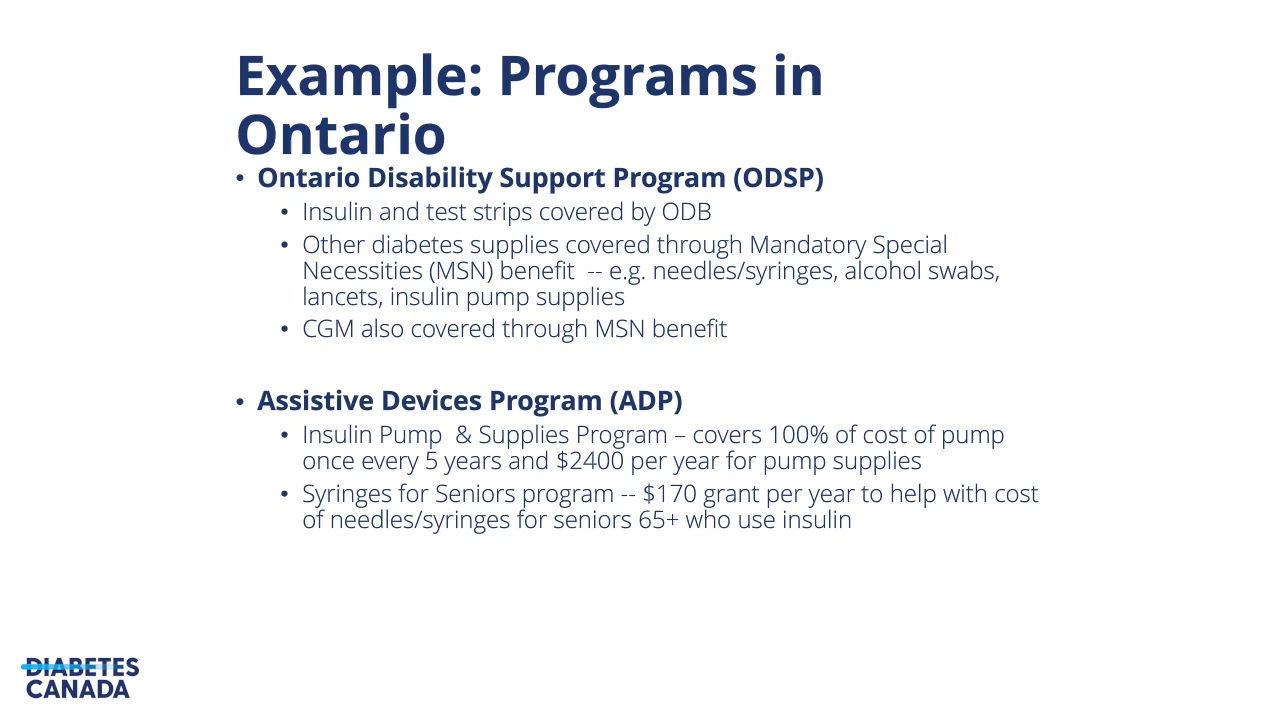 Example: Programs in
Ontario
• Ontario Disability Support Program (ODSP)
• Insulin and test strips covered by ODB
• Other diabetes supplies covered through Mandatory Special
Necessities (MSN) benefit  -- e.g. needles/syringes, alcohol swabs,
lancets, insulin pump supplies
• CGM also covered through MSN benefit
• Assistive Devices Program (ADP)
• Insulin Pump  & Supplies Program – covers 100% of cost of pump
once every 5 years and $2400 per year for pump supplies
• Syringes for Seniors program -- $170 grant per year to help with cost
of needles/syringes for seniors 65+ who use insulin
DIABETES
CANADA